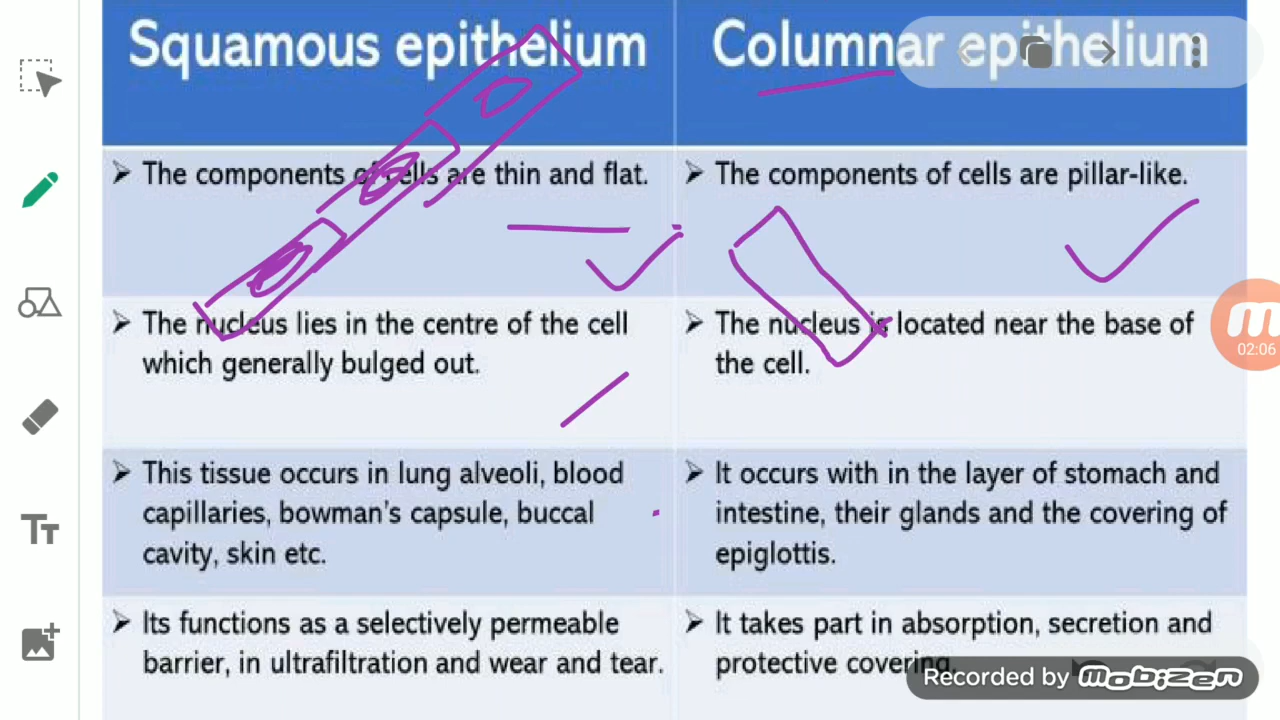 Squamous epithelium
Columnar epithelium
➤ The components of cells are thin and flat.
➤ The components of cells are pillar-like.
➤ The nucleus lies in the centre of the cell
which generally bulged out.
➤ The nucleus is located near the base of
the cell.
➤ This tissue occurs in lung alveoli, blood
capillaries, bowman's capsule, buccal
cavity, skin etc.
➤ It occurs with in the layer of stomach and
intestine, their glands and the covering of
epiglottis.
➤ Its functions as a selectively permeable
barrier, in ultrafiltration and wear and tear.
➤ It takes part in absorption, secretion and
protective covering.
TT
02:06
Recorded by mobizen